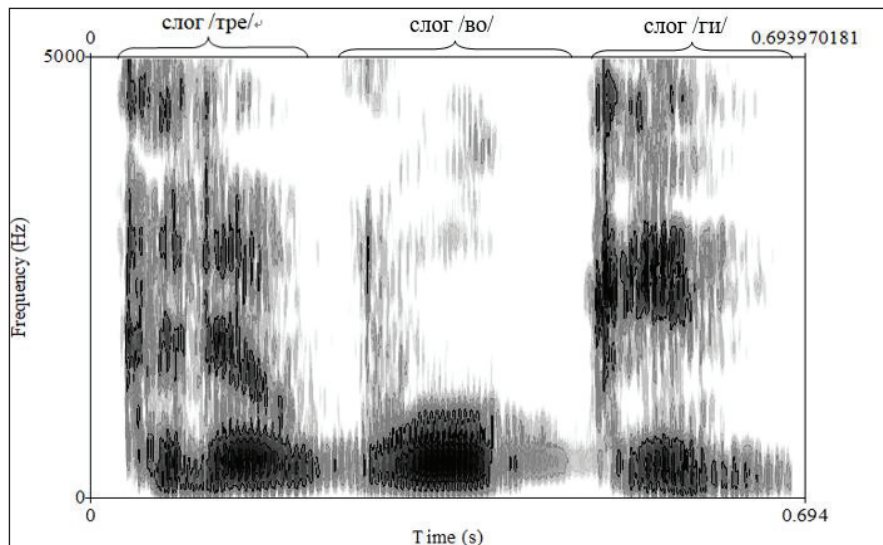 слог /тре/ слог /во/ слог /ги/
0 0.693970181
5000
Frequency (Hz)
0
0 0.694
Time (s)